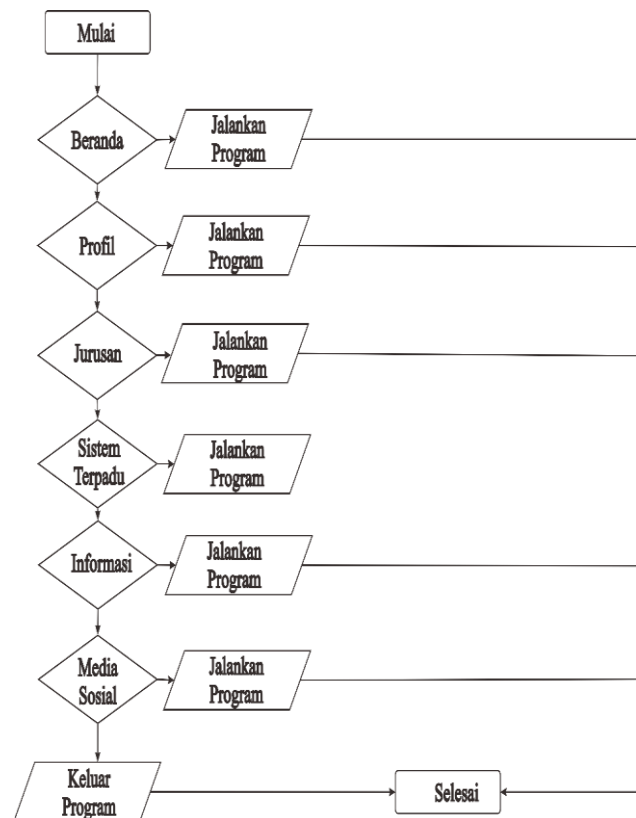 Mulai
Beranda
Jalankan
Program
Profil
Jalankan
Program
Jurusan
Jalankan
Program
Sistem
Terpadu
Jalankan
Program
Informasi
Jalankan
Program
Media
Sosial
Jalankan
Program
Keluar
Program
Selesai